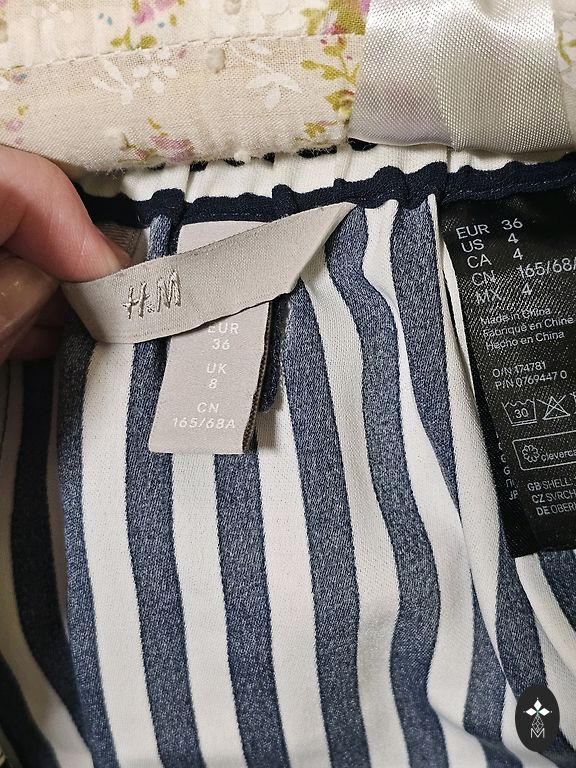 H&M
EUR
36
UK
8
CN
165/68A
EUR 36
US 4
CA 4
CN 165/68A
MX 4
Made in China
Fabriqué en Chine
Hecho en China
O/N 174781
P/N 0769447 0
30
cleverca
GB SHELL:
CZ SVRCH
DE OBER
M